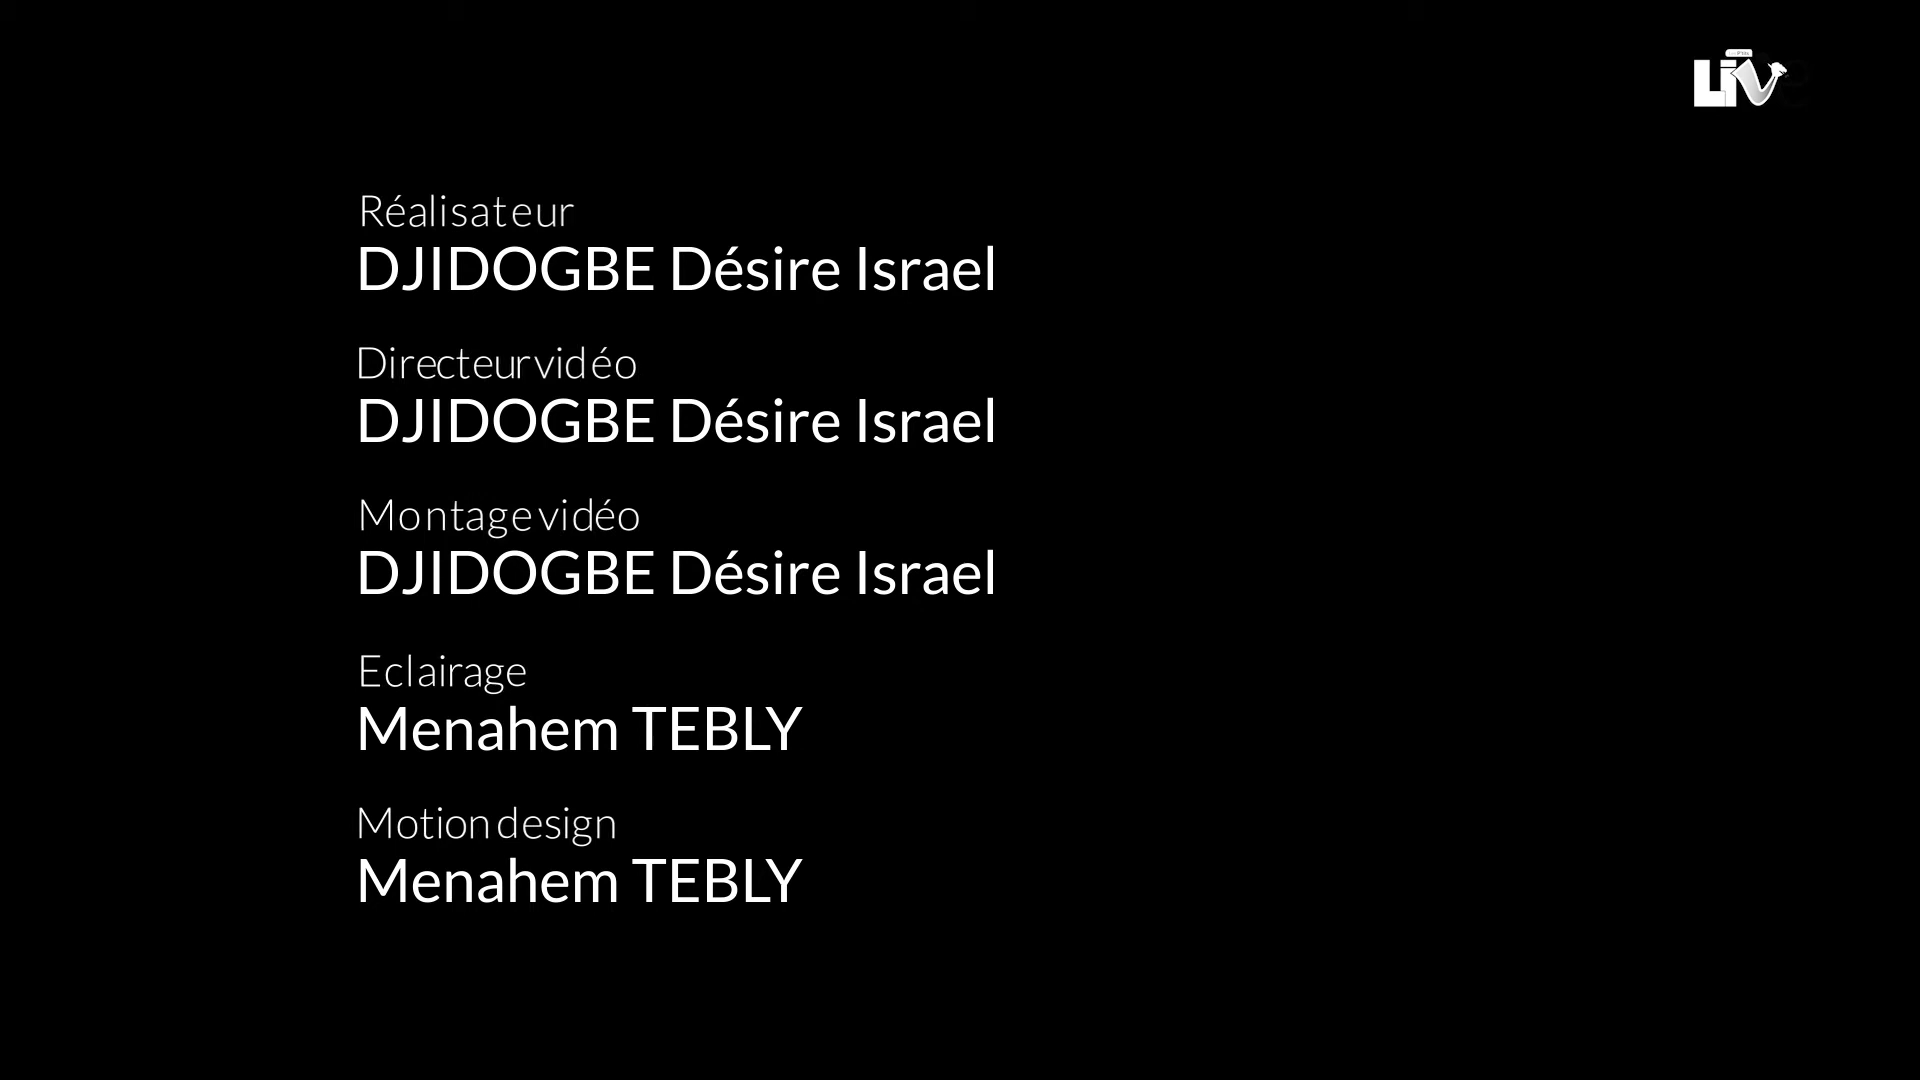 Live
Réalisateur
DJIDOGBE Désire Israel
Directeur vidéo
DJIDOGBE Désire Israel
Montage vidéo
DJIDOGBE Désire Israel
Eclairage
Menahem TEBLY
Motion design
Menahem TEBLY